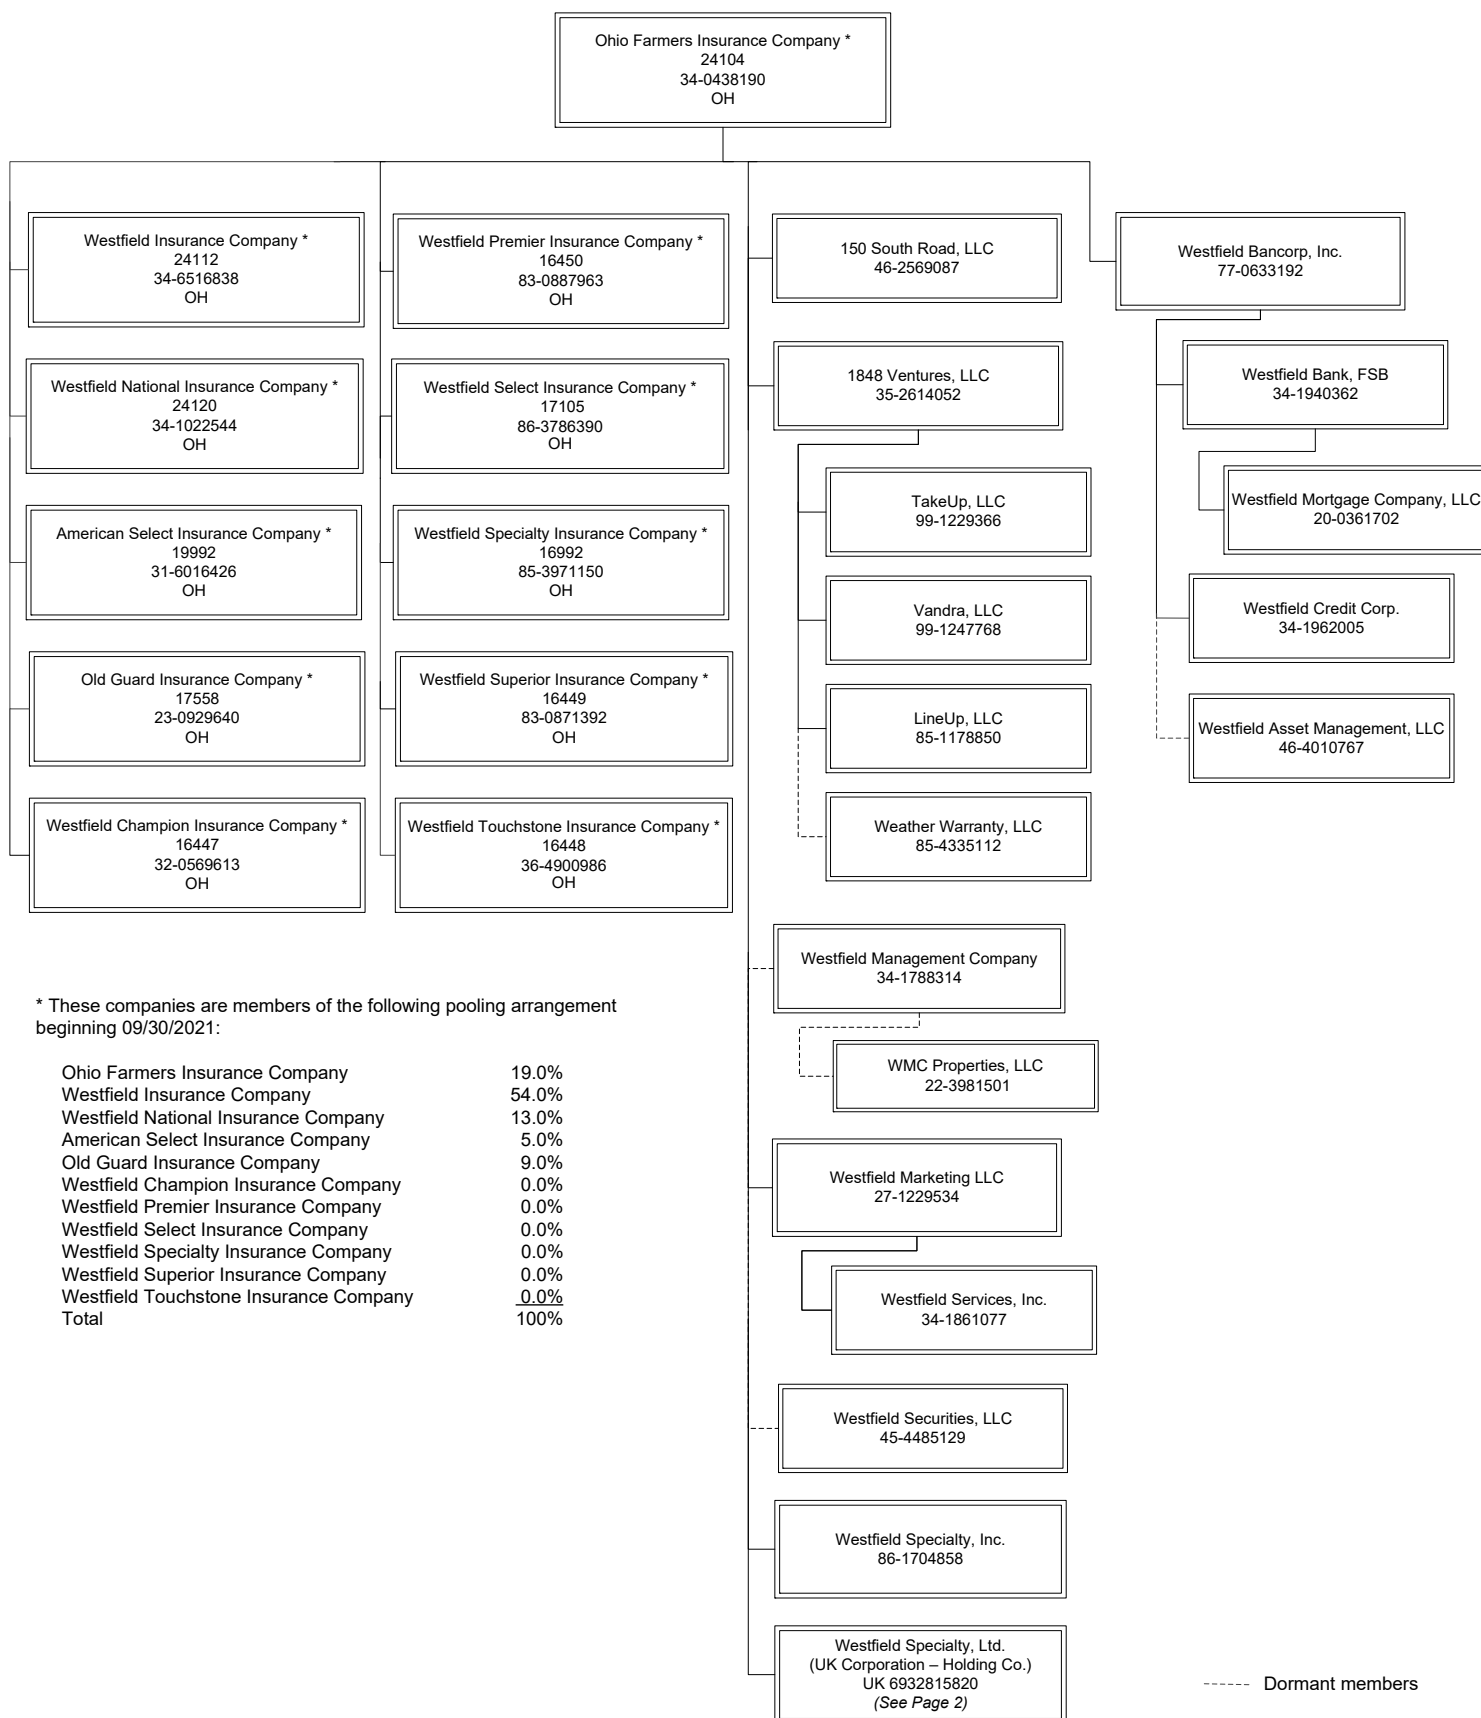 Ohio Farmers Insurance Company *
24104
34-0438190
OH
Westfield Insurance Company *
24112
34-6516838
OH
Westfield National Insurance Company *
24120
34-1022544
OH
American Select Insurance Company *
19992
31-6016426
OH
Old Guard Insurance Company *
17558
23-0929640
OH
Westfield Champion Insurance Company *
16447
32-0569613
OH
Westfield Premier Insurance Company *
16450
83-0887963
OH
Westfield Select Insurance Company *
17105
86-3786390
OH
Westfield Specialty Insurance Company *
16992
85-3971150
OH
Westfield Superior Insurance Company *
16449
83-0871392
OH
Westfield Touchstone Insurance Company *
16448
36-4900986
OH
150 South Road, LLC
46-2569087
1848 Ventures, LLC
35-2614052
TakeUp, LLC
99-1229366
Vandra, LLC
99-1247768
LineUp, LLC
85-1178850
Weather Warranty, LLC
85-4335112
Westfield Management Company
34-1788314
WMC Properties, LLC
22-3981501
Westfield Marketing LLC
27-1229534
Westfield Services, Inc.
34-1861077
Westfield Securities, LLC
45-4485129
Westfield Specialty, Inc.
86-1704858
Westfield Specialty, Ltd.
(UK Corporation – Holding Co.)
UK 6932815820
(See Page 2)
Westfield Bancorp, Inc.
77-0633192
Westfield Bank, FSB
34-1940362
Westfield Mortgage Company, LLC
20-0361702
Westfield Credit Corp.
34-1962005
Westfield Asset Management, LLC
46-4010767
* These companies are members of the following pooling arrangement
beginning 09/30/2021:
Ohio Farmers Insurance Company 19.0%
Westfield Insurance Company 54.0%
Westfield National Insurance Company 13.0%
American Select Insurance Company 5.0%
Old Guard Insurance Company 9.0%
Westfield Champion Insurance Company 0.0%
Westfield Premier Insurance Company 0.0%
Westfield Select Insurance Company 0.0%
Westfield Specialty Insurance Company 0.0%
Westfield Superior Insurance Company 0.0%
Westfield Touchstone Insurance Company 0.0%
Total 100%
Dormant members